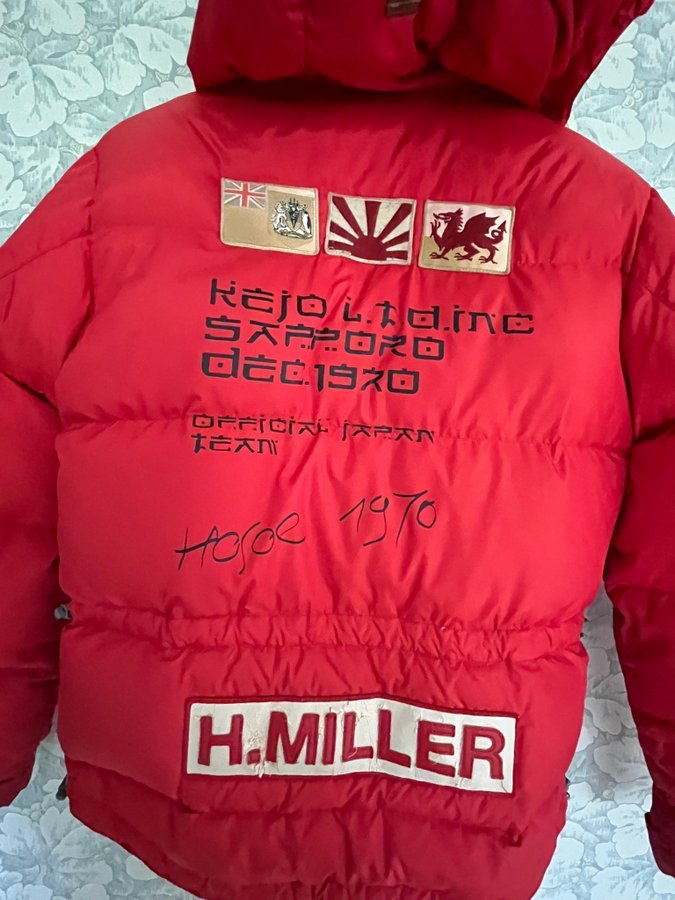 Kejo L.t.d.inc
SAPPORO
DEC.1970
OFFICIAL JAPAN
TEAM
Hosoe 1970
H.MILLER